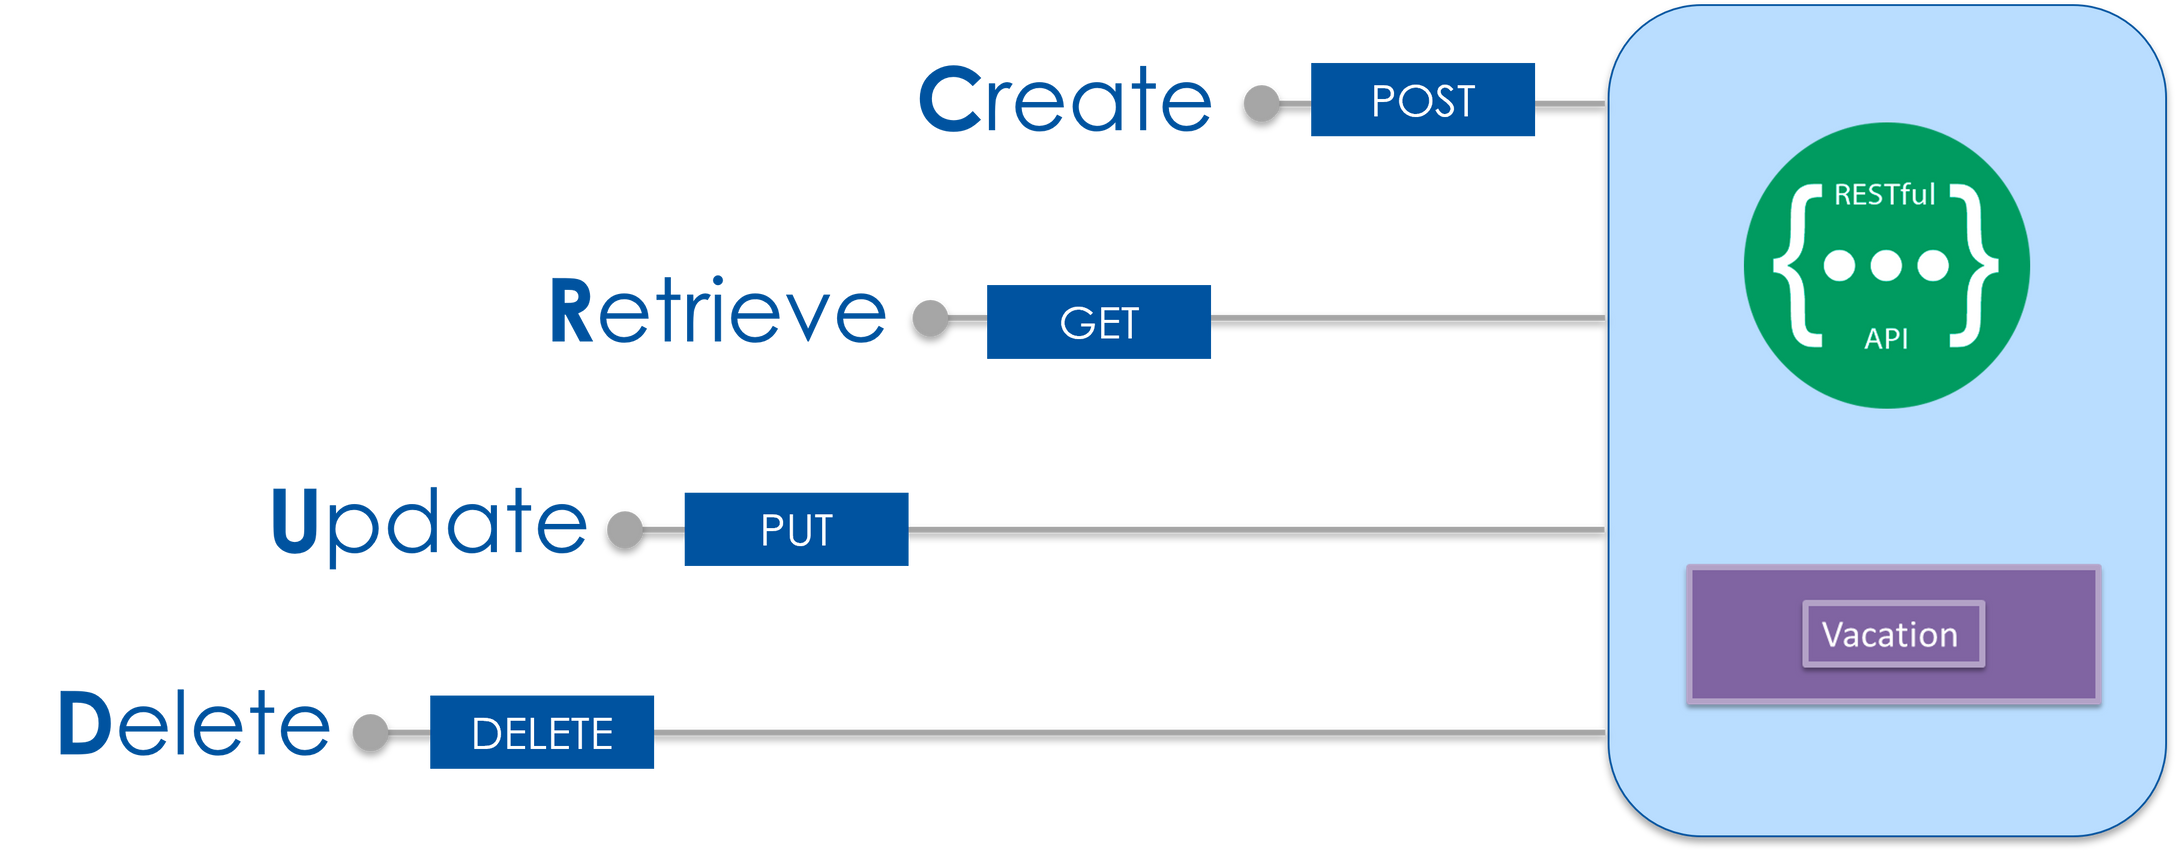 Create
POST
RESTful
API
Retrieve
GET
Update
PUT
Vacation
Delete
DELETE